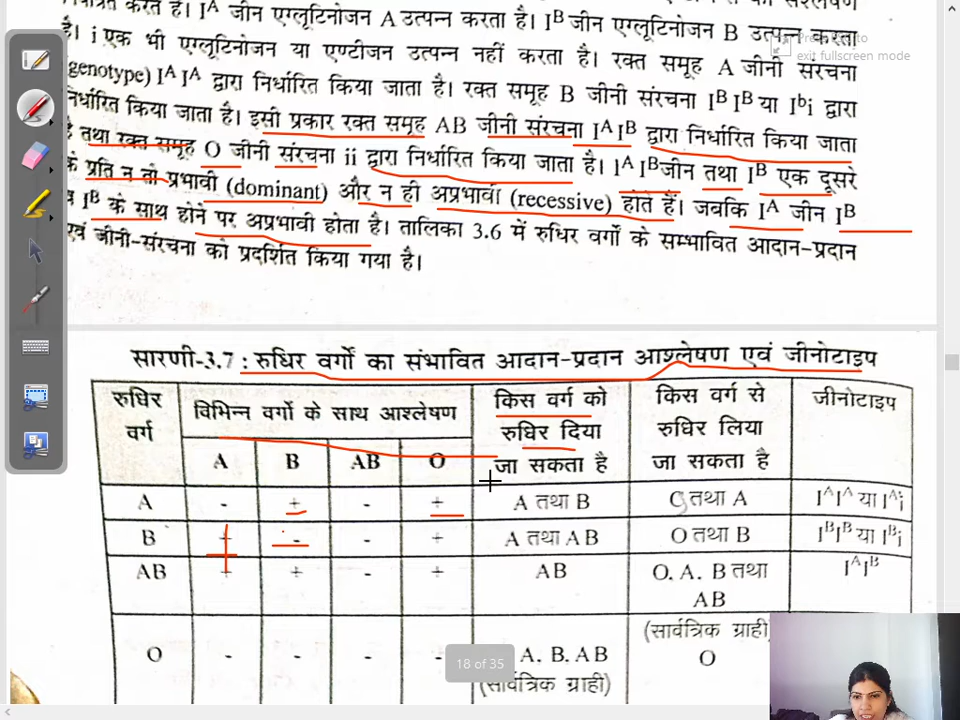 नियंत्रित करते हैं। I^A जीन एग्लूटिनोजन A उत्पन्न करता है। I^B जीन एग्लूटिनोजन B उत्पन्न करता
है। i एक भी एग्लूटिनोजन या एण्टीजन उत्पन्न नहीं करता है। रक्त समूह A जीनी संरचना
(genotype) I^A I^A द्वारा निर्धारित किया जाता है। रक्त समूह B जीनी संरचना I^B I^B या I^b i द्वारा
निर्धारित किया जाता है। इसी प्रकार रक्त समूह AB जीनी संरचना I^A I^B द्वारा निर्धारित किया जाता
है तथा रक्त समूह O जीनी संरचना ii द्वारा निर्धारित किया जाता है। I^A I^B जीन तथा I^B एक दूसरे
के प्रति न तो प्रभावी (dominant) और न ही अप्रभावी (recessive) होते हैं। जबकि I^A जीन I^B
व I^B के साथ होने पर अप्रभावी होता है। तालिका 3.6 में रुधिर वर्गों के सम्भावित आदान-प्रदान
एवं जीनी-संरचना को प्रदर्शित किया गया है।
exit fullscreen mode
सारणी-3.7 : रुधिर वर्गों का संभावित आदान-प्रदान आश्लेषण एवं जीनोटाइप
रुधिर वर्ग विभिन्न वर्गों के साथ आश्लेषण किस वर्ग को रुधिर दिया जा सकता है किस वर्ग से रुधिर लिया जा सकता है जीनोटाइप
A B AB O
A - + - + A तथा B तथा A I^A I^A या I^A i
B + - - + A तथा AB O तथा B I^B I^B या I^B i
AB + + - + AB O. A. B तथा AB I^A I^B
(सार्वत्रिक ग्राही)
O - - - - A. B. AB O
(सार्वत्रिक ग्राही)
18 of 35